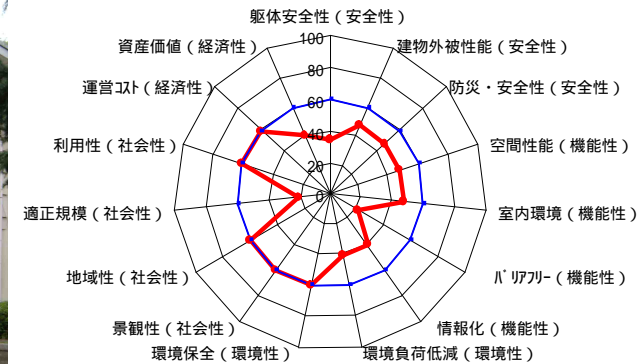 躯体安全性（安全性）
建物外被性能（安全性）
防災・安全性（安全性）
空間性能（機能性）
室内環境（機能性）
ﾊﾞﾘｱﾌﾘｰ（機能性）
情報化（機能性）
環境負荷低減（環境性）
環境保全（環境性）
景観性（社会性）
地域性（社会性）
適正規模（社会性）
利用性（社会性）
運営ｺｽﾄ（経済性）
資産価値（経済性）
100
80
60
40
20
0